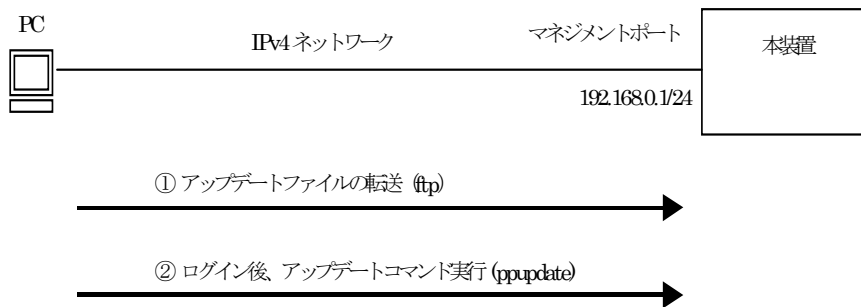 PC
IPv4 ネットワーク
マネジメントポート
本装置
192.168.0.1/24
① アップデートファイルの転送 (ftp)
② ログイン後、アップデートコマンド実行 (ppupdate)